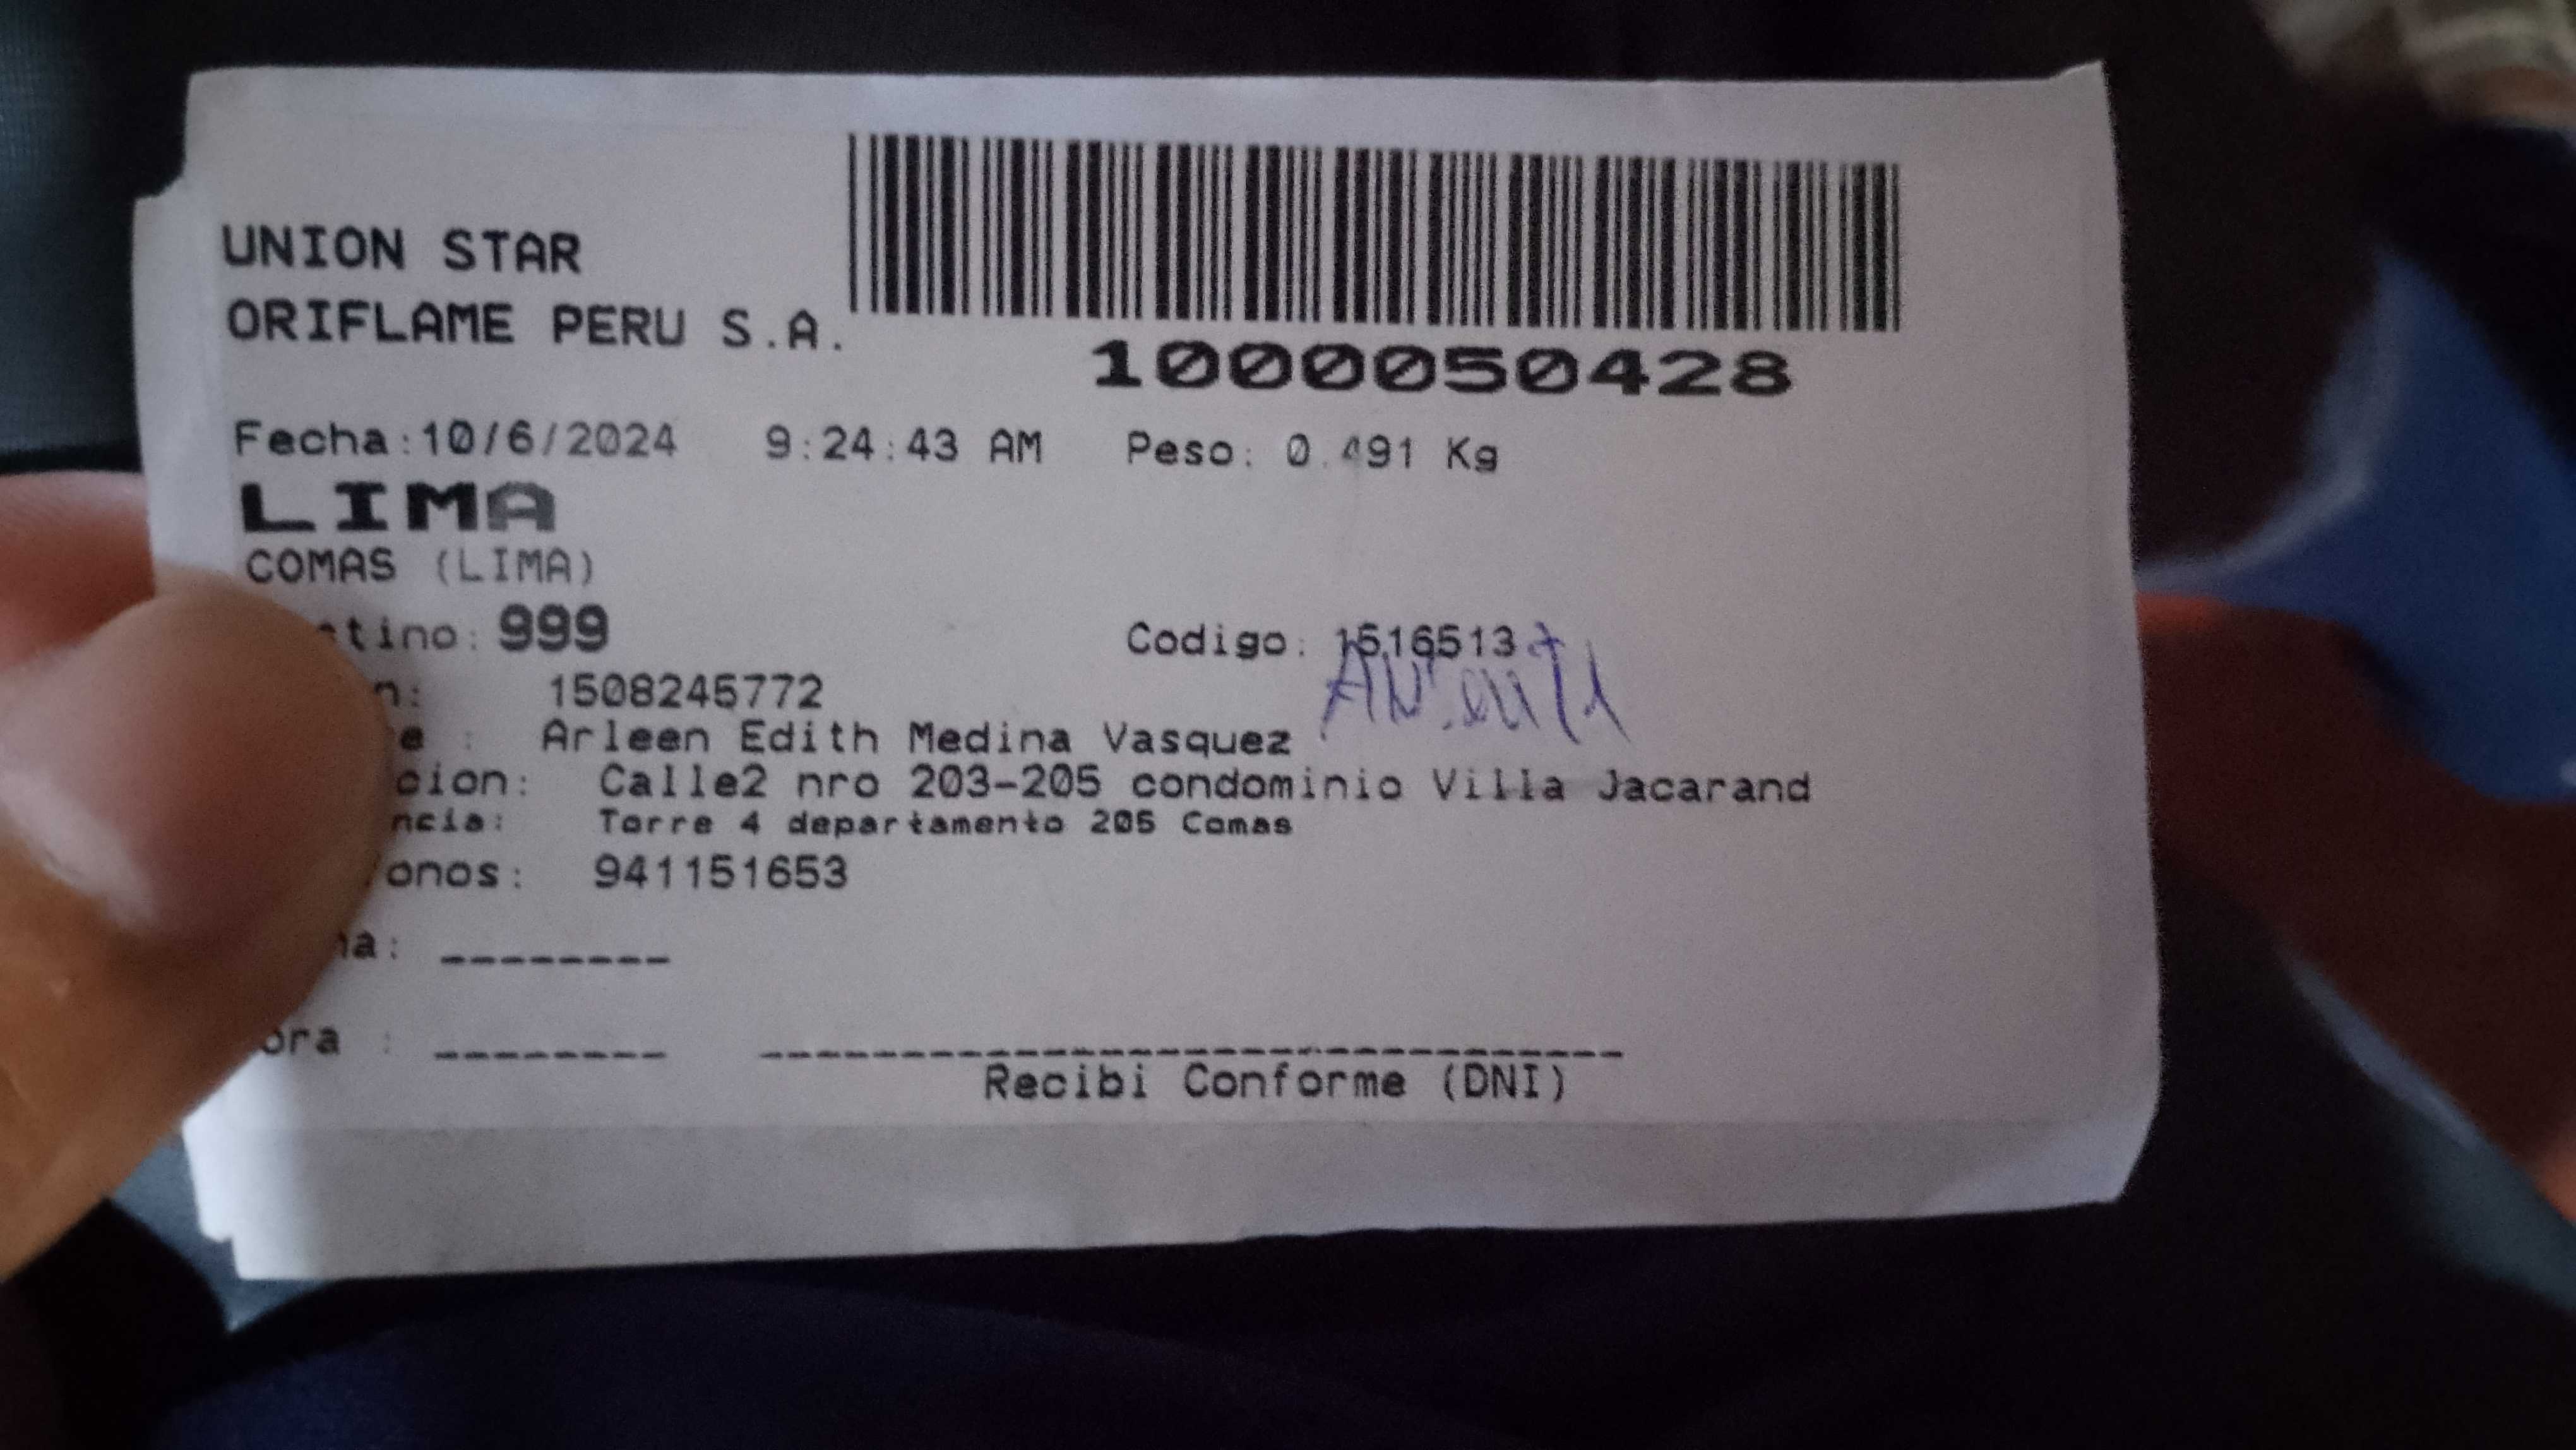 UNION STAR
ORIFLAME PERU S.A.
1000050428
Fecha:10/6/2024 9:24:43 AM Peso: 0.491 Kg
LIMA
COMAS (LIMA)
tino: 999 Codigo: 1516513
n: 1508245772
e : Arleen Edith Medina Vasquez
cion: Calle2 nro 203-205 condominio Villa Jacarand
ncia: Torre 4 departamento 205 Comas
onos: 941151653
a: --------
ora : --------
Recibi Conforme (DNI)